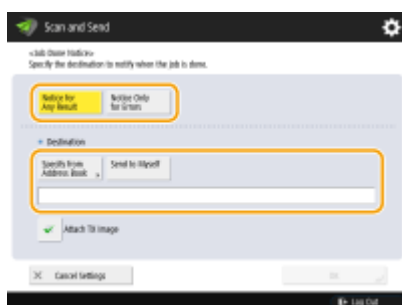 Scan and Send
<Job Done Notice>
Specify the destination to notify when the job is done.
Notice for
Any Result
Notice Only
for Errors
Destination
Specify from
Address Book
Send to Myself
Attach TX Image
Cancel Settings
OK
Log Out